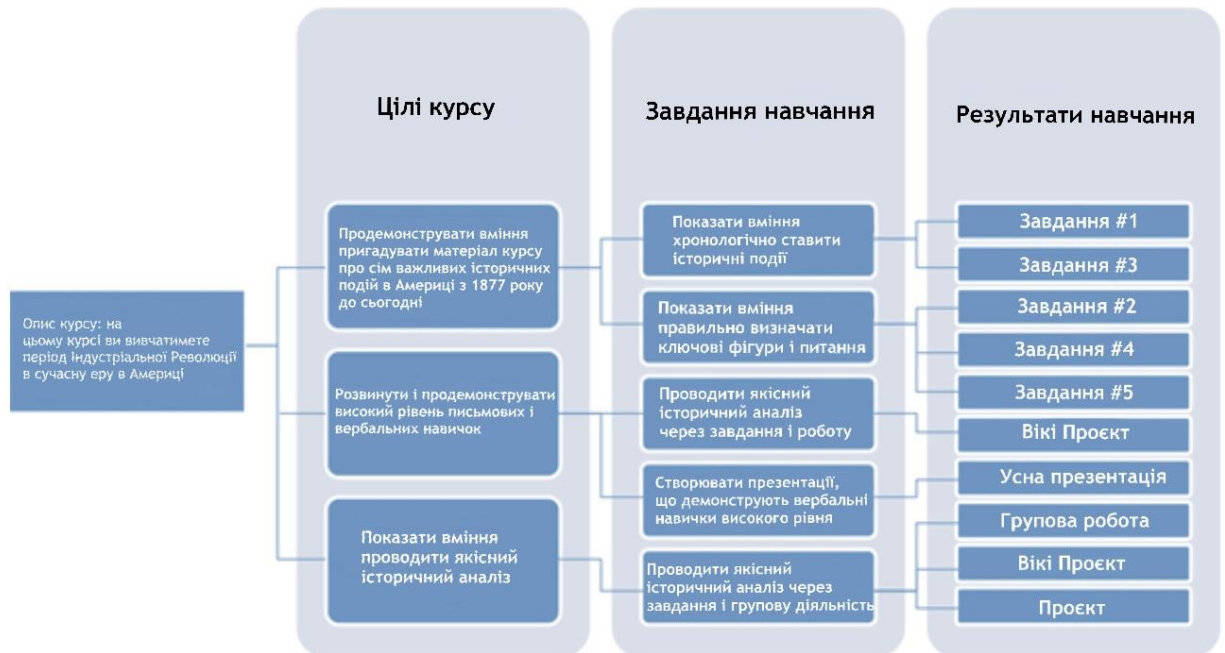 Цілі курсу
Завдання навчання
Результати навчання
Опис курсу: на
цьому курсі ви вивчатимете
період Індустріальної Революції
в сучасну еру в Америці
Продемонструвати вміння
пригадувати матеріал курсу
про сім важливих історичних
подій в Америці з 1877 року
до сьогодні
Розвинути і продемонструвати
високий рівень письмових і
вербальних навичок
Показати вміння
проводити якісний
історичний аналіз
Показати вміння
хронологічно ставити
історичні події
Показати вміння
правильно визначати
ключові фігури і питання
Проводити якісний
історичний аналіз
через завдання і роботу
Створювати презентації,
що демонструють вербальні
навички високого рівня
Проводити якісний
історичний аналіз через
завдання і групову діяльність
Завдання #1
Завдання #3
Завдання #2
Завдання #4
Завдання #5
Вікі Проєкт
Усна презентація
Групова робота
Вікі Проєкт
Проєкт